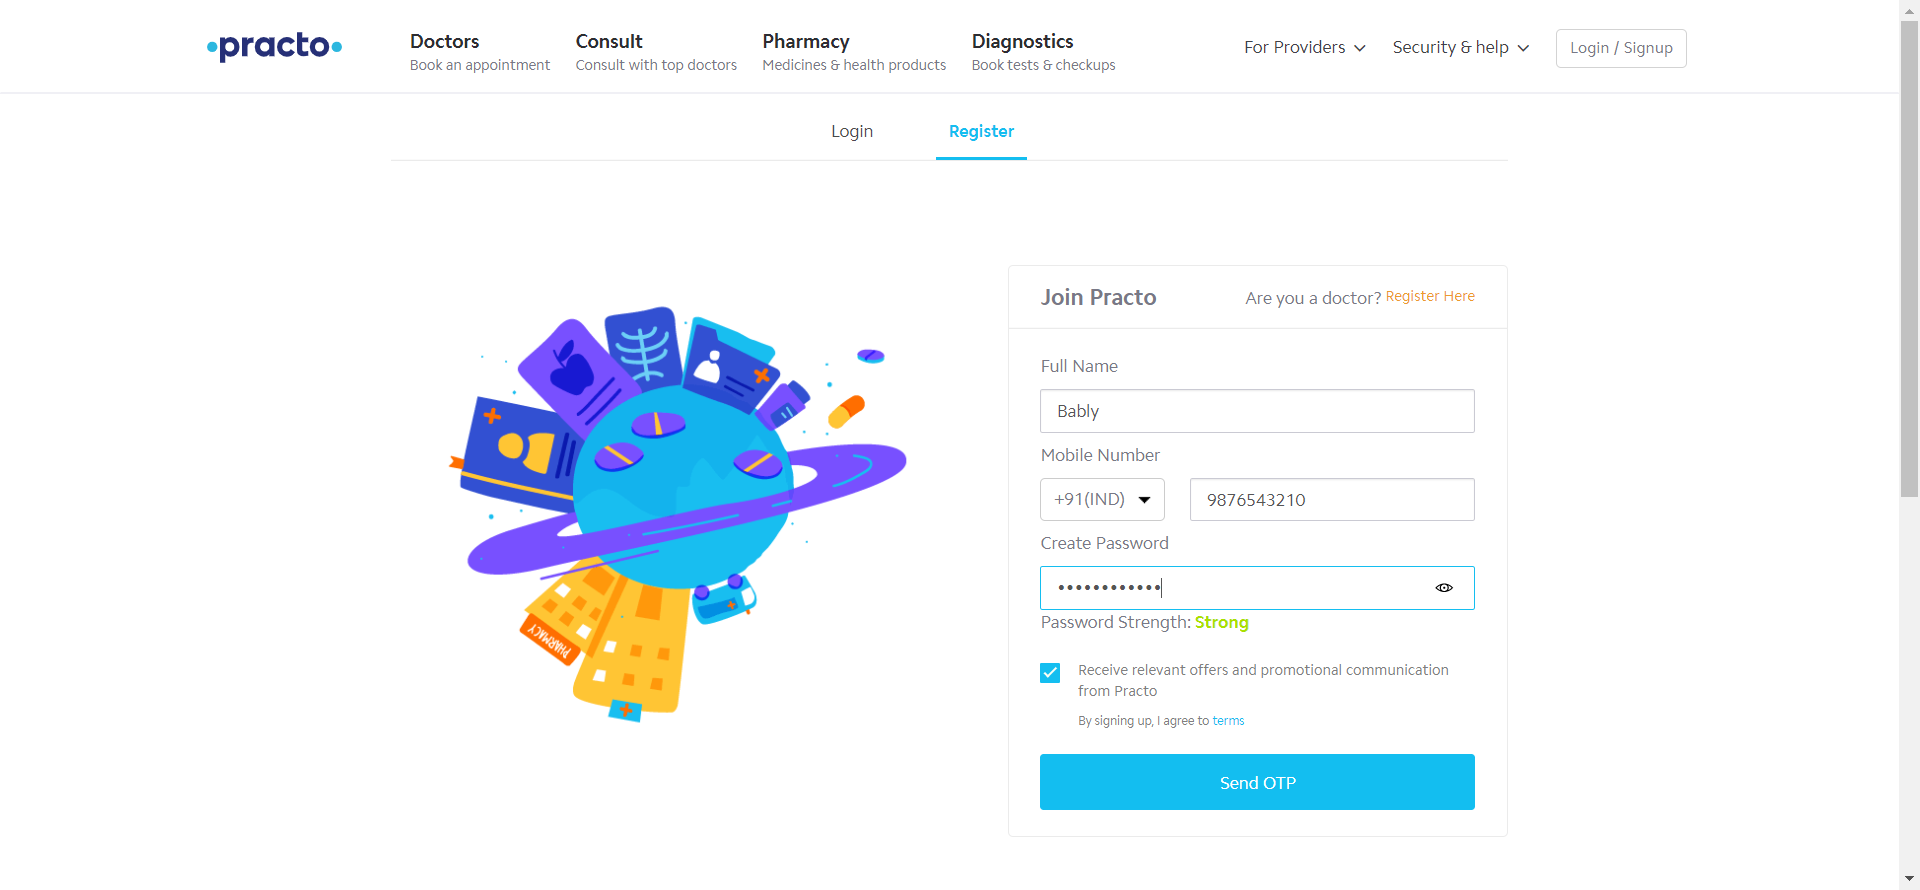 practo
Doctors
Book an appointment
Consult
Consult with top doctors
Pharmacy
Medicines & health products
Diagnostics
Book tests & checkups
For Providers
Security & help
Login / Signup
Login
Register
PHARMACY
Join Practo
Are you a doctor? Register Here
Full Name
Bably
Mobile Number
+91(IND)
9876543210
Create Password
••••••••••••
Password Strength: Strong
Receive relevant offers and promotional communication
from Practo
By signing up, I agree to terms
Send OTP